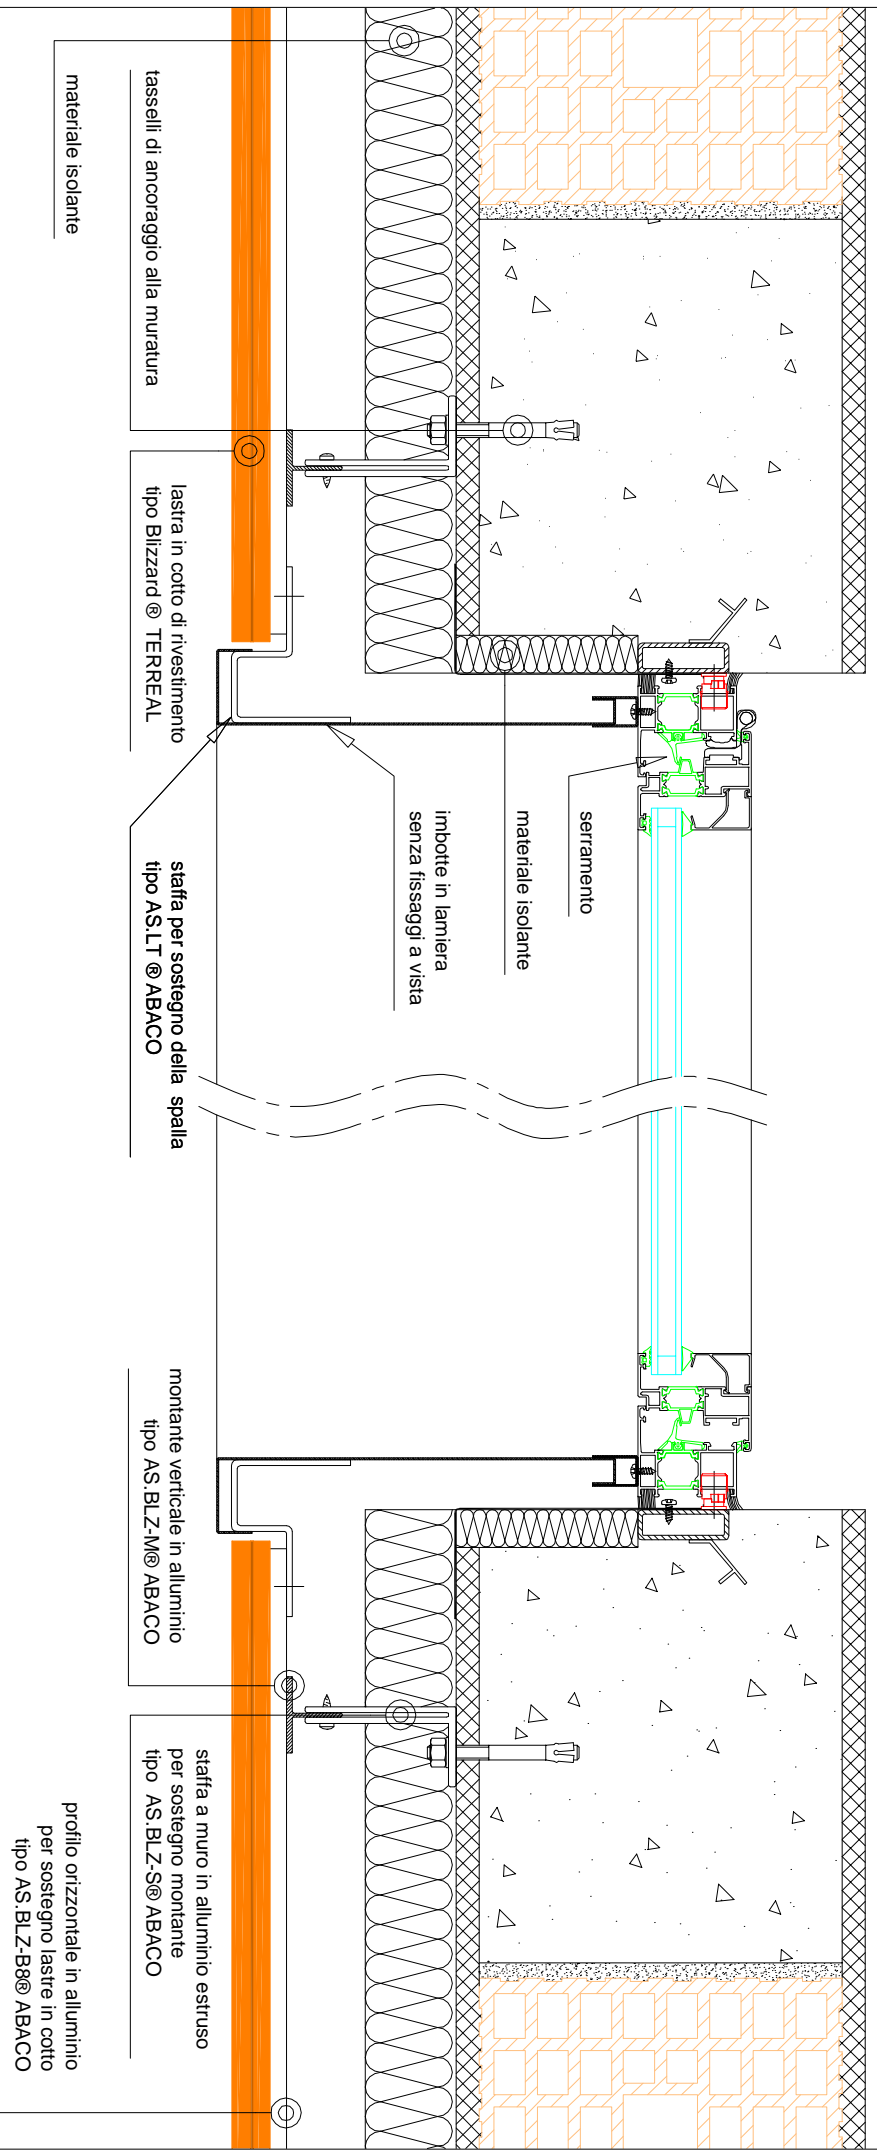 materiale isolante
tasselli di ancoraggio alla muratura
lastra in cotto di rivestimento
tipo Blizzard ® TERREAL
staffa per sostegno della spalla
tipo AS.LT ® ABACO
imbotte in lamiera
senza fissaggi a vista
materiale isolante
serramento
montante verticale in alluminio
tipo AS.BLZ-M® ABACO
staffa a muro in alluminio estruso
per sostegno montante
tipo AS.BLZ-S® ABACO
profilo orizzontale in alluminio
per sostegno lastre in cotto
tipo AS.BLZ-B8® ABACO